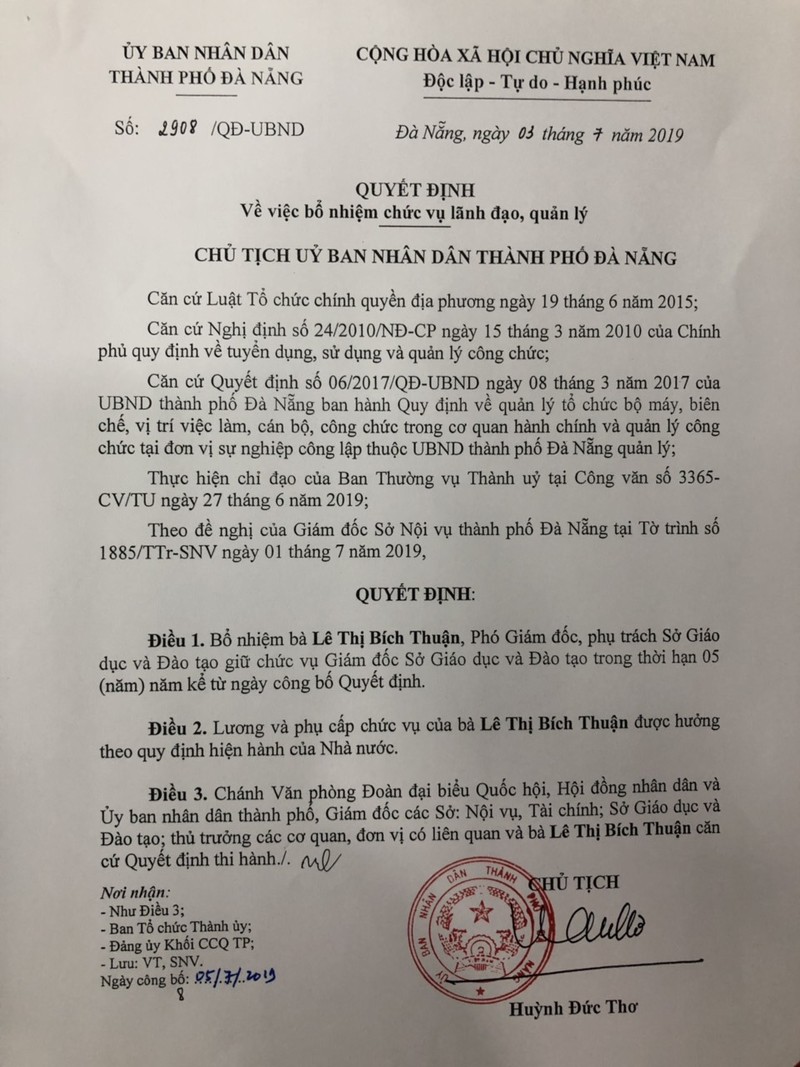 ỦY BAN NHÂN DÂN
THÀNH PHỐ ĐÀ NẴNG
CỘNG HÒA XÃ HỘI CHỦ NGHĨA VIỆT NAM
Độc lập - Tự do - Hạnh phúc
Số: 2908 /QĐ-UBND
Đà Nẵng, ngày 03 tháng 7 năm 2019
QUYẾT ĐỊNH
Về việc bổ nhiệm chức vụ lãnh đạo, quản lý
CHỦ TỊCH UỶ BAN NHÂN DÂN THÀNH PHỐ ĐÀ NẴNG
Căn cứ Luật Tổ chức chính quyền địa phương ngày 19 tháng 6 năm 2015;
Căn cứ Nghị định số 24/2010/NĐ-CP ngày 15 tháng 3 năm 2010 của Chính
phủ quy định về tuyển dụng, sử dụng và quản lý công chức;
Căn cứ Quyết định số 06/2017/QĐ-UBND ngày 08 tháng 3 năm 2017 của
UBND thành phố Đà Nẵng ban hành Quy định về quản lý tổ chức bộ máy, biên
chế, vị trí việc làm, cán bộ, công chức trong cơ quan hành chính và quản lý công
chức tại đơn vị sự nghiệp công lập thuộc UBND thành phố Đà Nẵng quản lý;
Thực hiện chỉ đạo của Ban Thường vụ Thành uỷ tại Công văn số 3365-
CV/TU ngày 27 tháng 6 năm 2019;
Theo đề nghị của Giám đốc Sở Nội vụ thành phố Đà Nẵng tại Tờ trình số
1885/TTr-SNV ngày 01 tháng 7 năm 2019,
QUYẾT ĐỊNH:
Điều 1. Bổ nhiệm bà Lê Thị Bích Thuận, Phó Giám đốc, phụ trách Sở Giáo
dục và Đào tạo giữ chức vụ Giám đốc Sở Giáo dục và Đào tạo trong thời hạn 05
(năm) năm kể từ ngày công bố Quyết định.
Điều 2. Lương và phụ cấp chức vụ của bà Lê Thị Bích Thuận được hưởng
theo quy định hiện hành của Nhà nước.
Điều 3. Chánh Văn phòng Đoàn đại biểu Quốc hội, Hội đồng nhân dân và
Ủy ban nhân dân thành phố, Giám đốc các Sở: Nội vụ, Tài chính; Sở Giáo dục và
Đào tạo; thủ trưởng các cơ quan, đơn vị có liên quan và bà Lê Thị Bích Thuận căn
cứ Quyết định thi hành./.
Nơi nhận:
- Như Điều 3;
- Ban Tổ chức Thành ủy;
- Đảng ủy Khối CCQ TP;
- Lưu: VT, SNV.
Ngày công bố: 05/7/2019
CHỦ TỊCH
ỦY BAN NHÂN DÂN THÀNH PHỐ
Huỳnh Đức Thơ